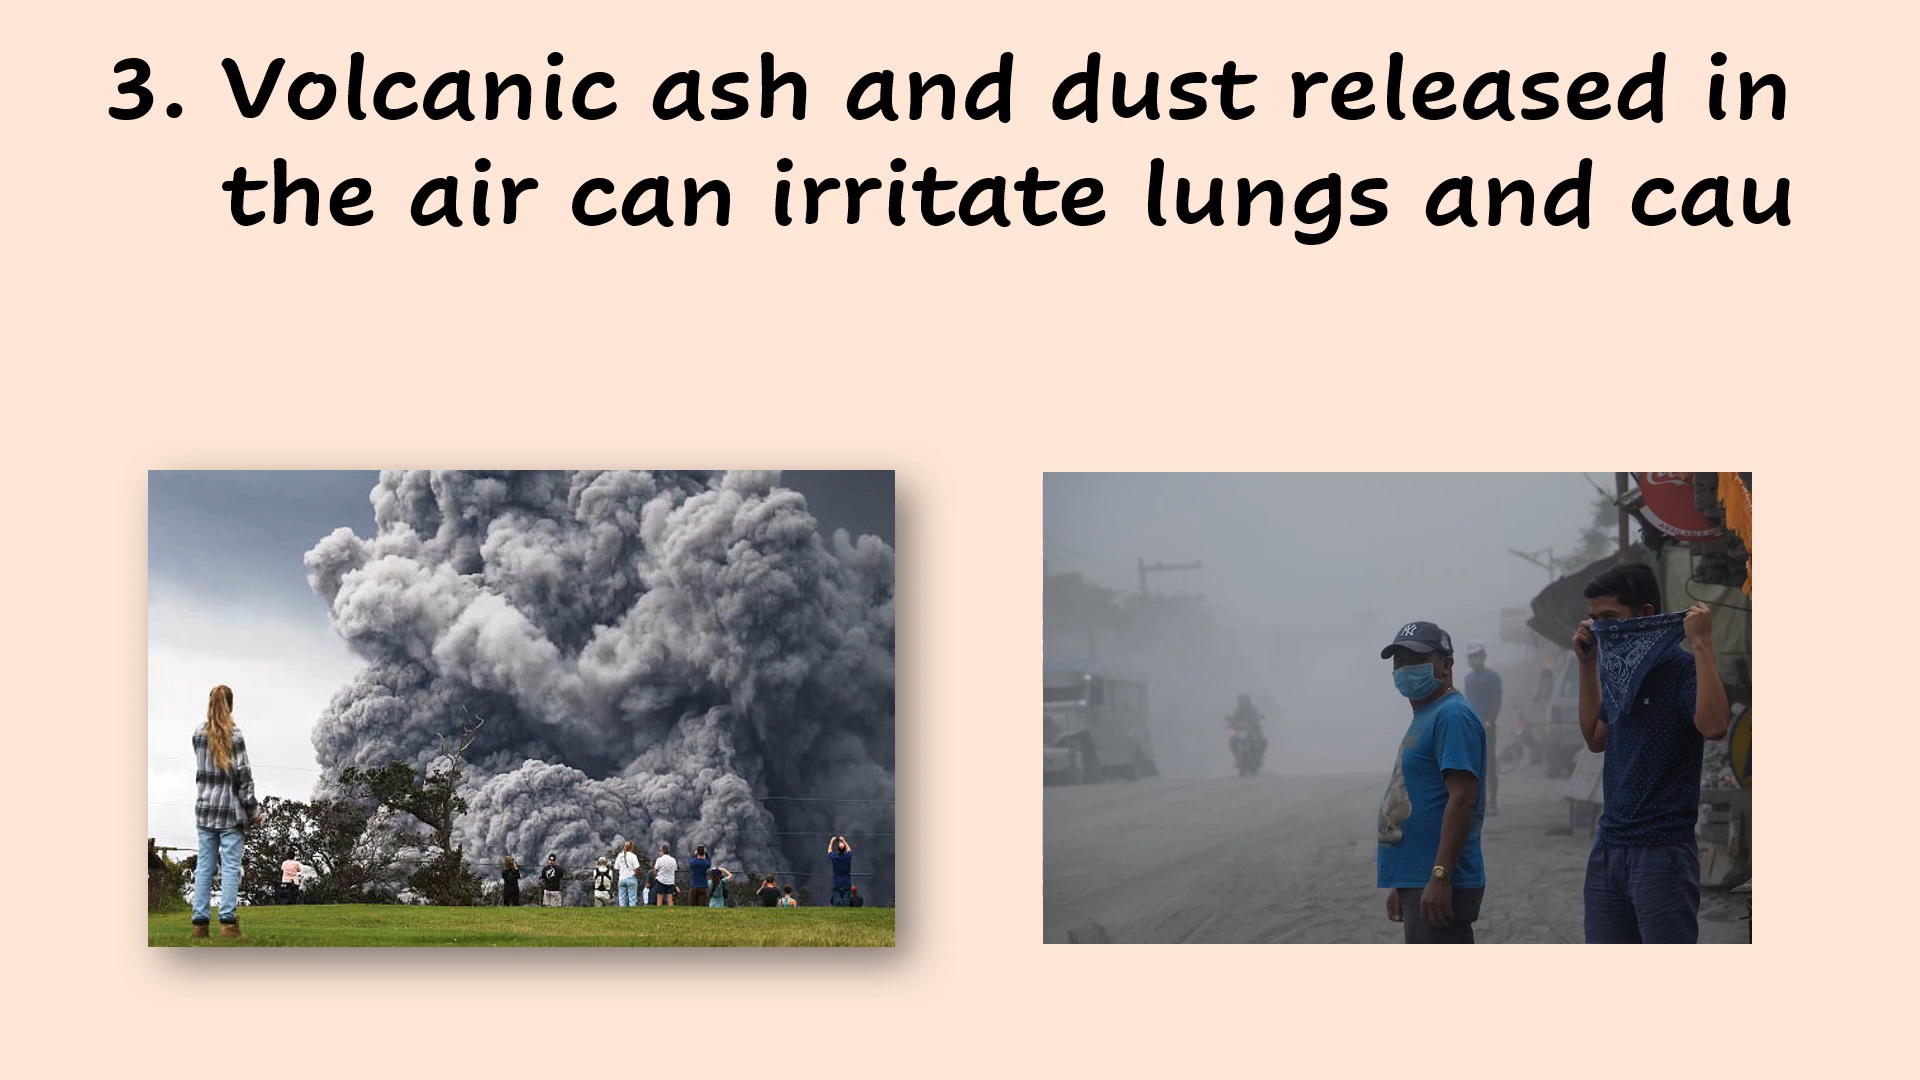 3. Volcanic ash and dust released in
the air can irritate lungs and cau